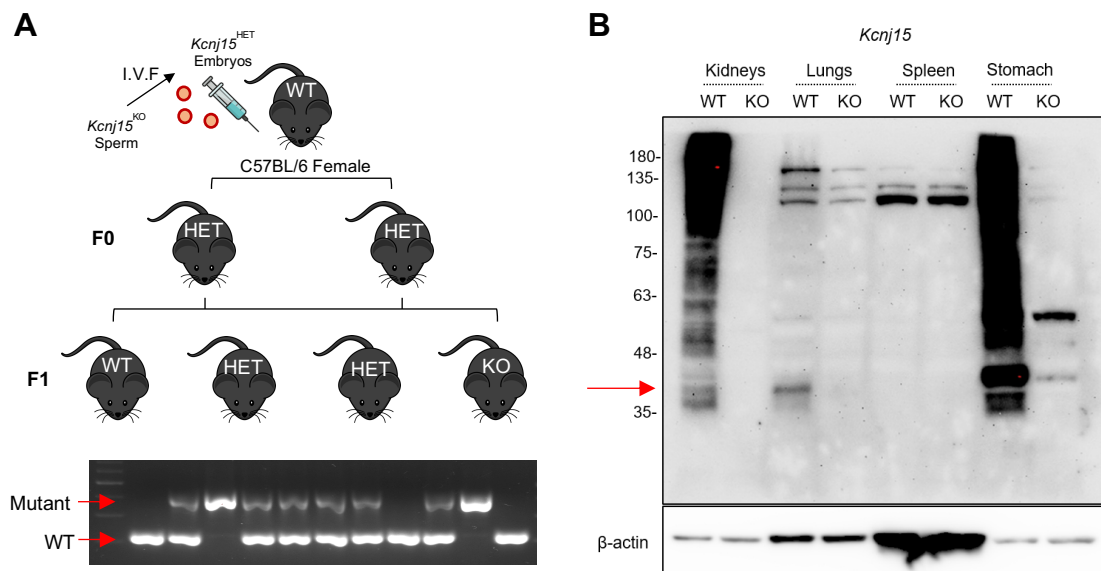 A
Kcnj15HET
Embryos
I.V.F
Kcnj15KO
Sperm
WT
C57BL/6 Female
F0
HET
HET
F1
WT
HET
HET
KO
Mutant
WT
B
Kcnj15
Kidneys Lungs Spleen Stomach
WT KO WT KO WT KO WT KO
180-
135-
100-
75-
63-
48-
35-
β-actin